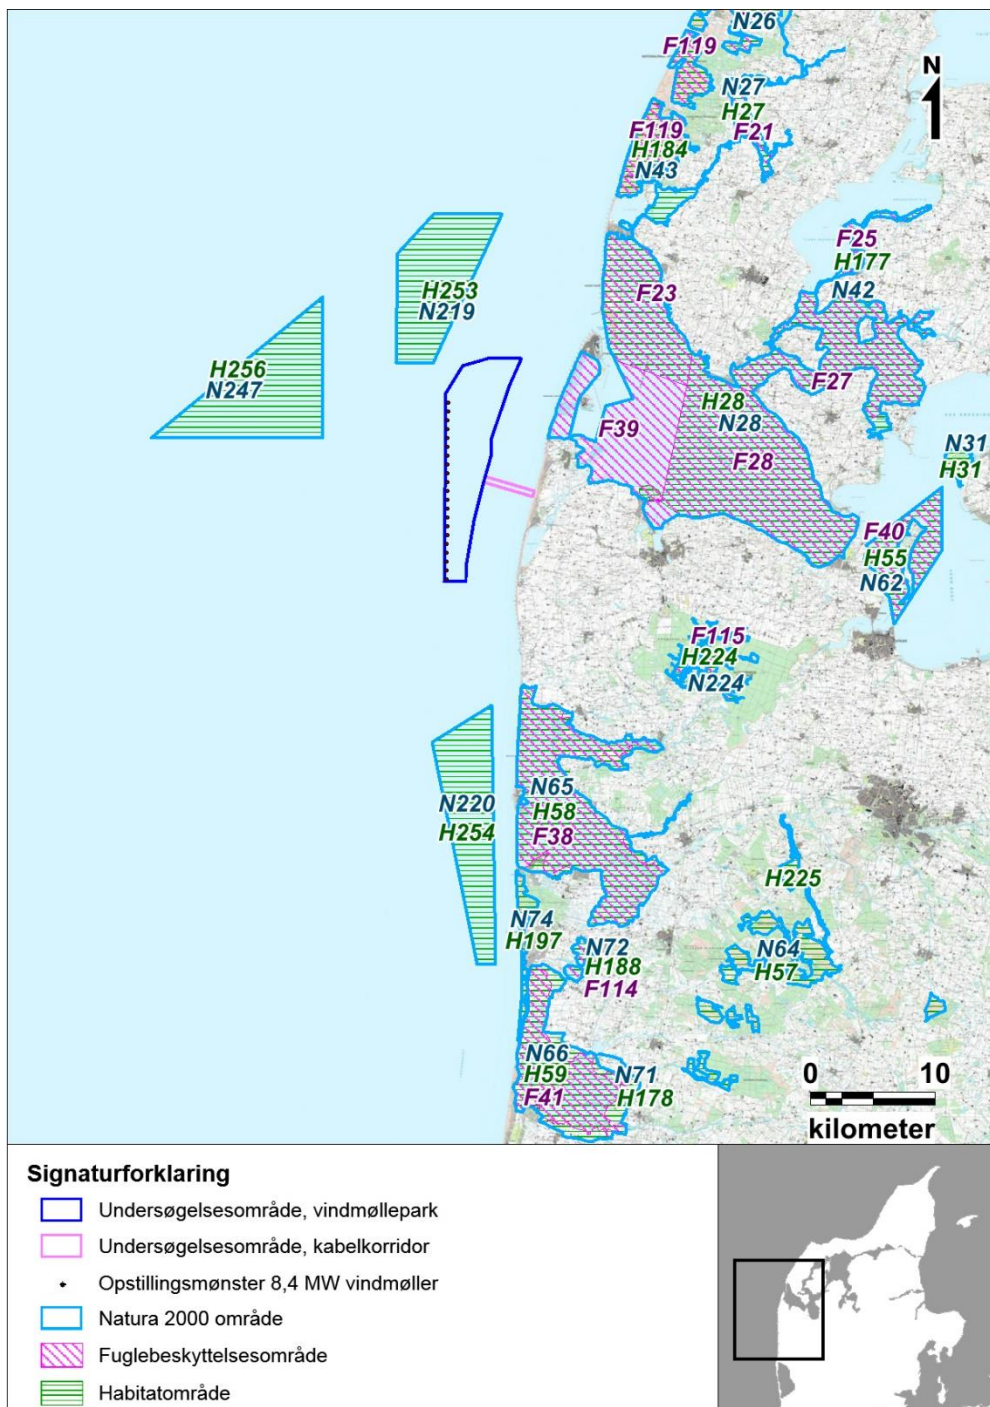 N26
F119
N
N27
H27
F21
F119
H184
N43
F25
H177
N42
F23
H253
N219
H256
N247
F27
H28
N28
F39
F28
N31
H31
F40
H55
N62
F115
H224
N224
N65
H58
F38
N220
H254
H225
N74
H197
N72
H188
F114
N64
H57
N66
H59
F41
N71
H178
0 10
kilometer
Signaturforklaring
Undersøgelsesområde, vindmøllepark
Undersøgelsesområde, kabelkorridor
Opstillingsmønster 8,4 MW vindmøller
Natura 2000 område
Fuglebeskyttelsesområde
Habitatområde